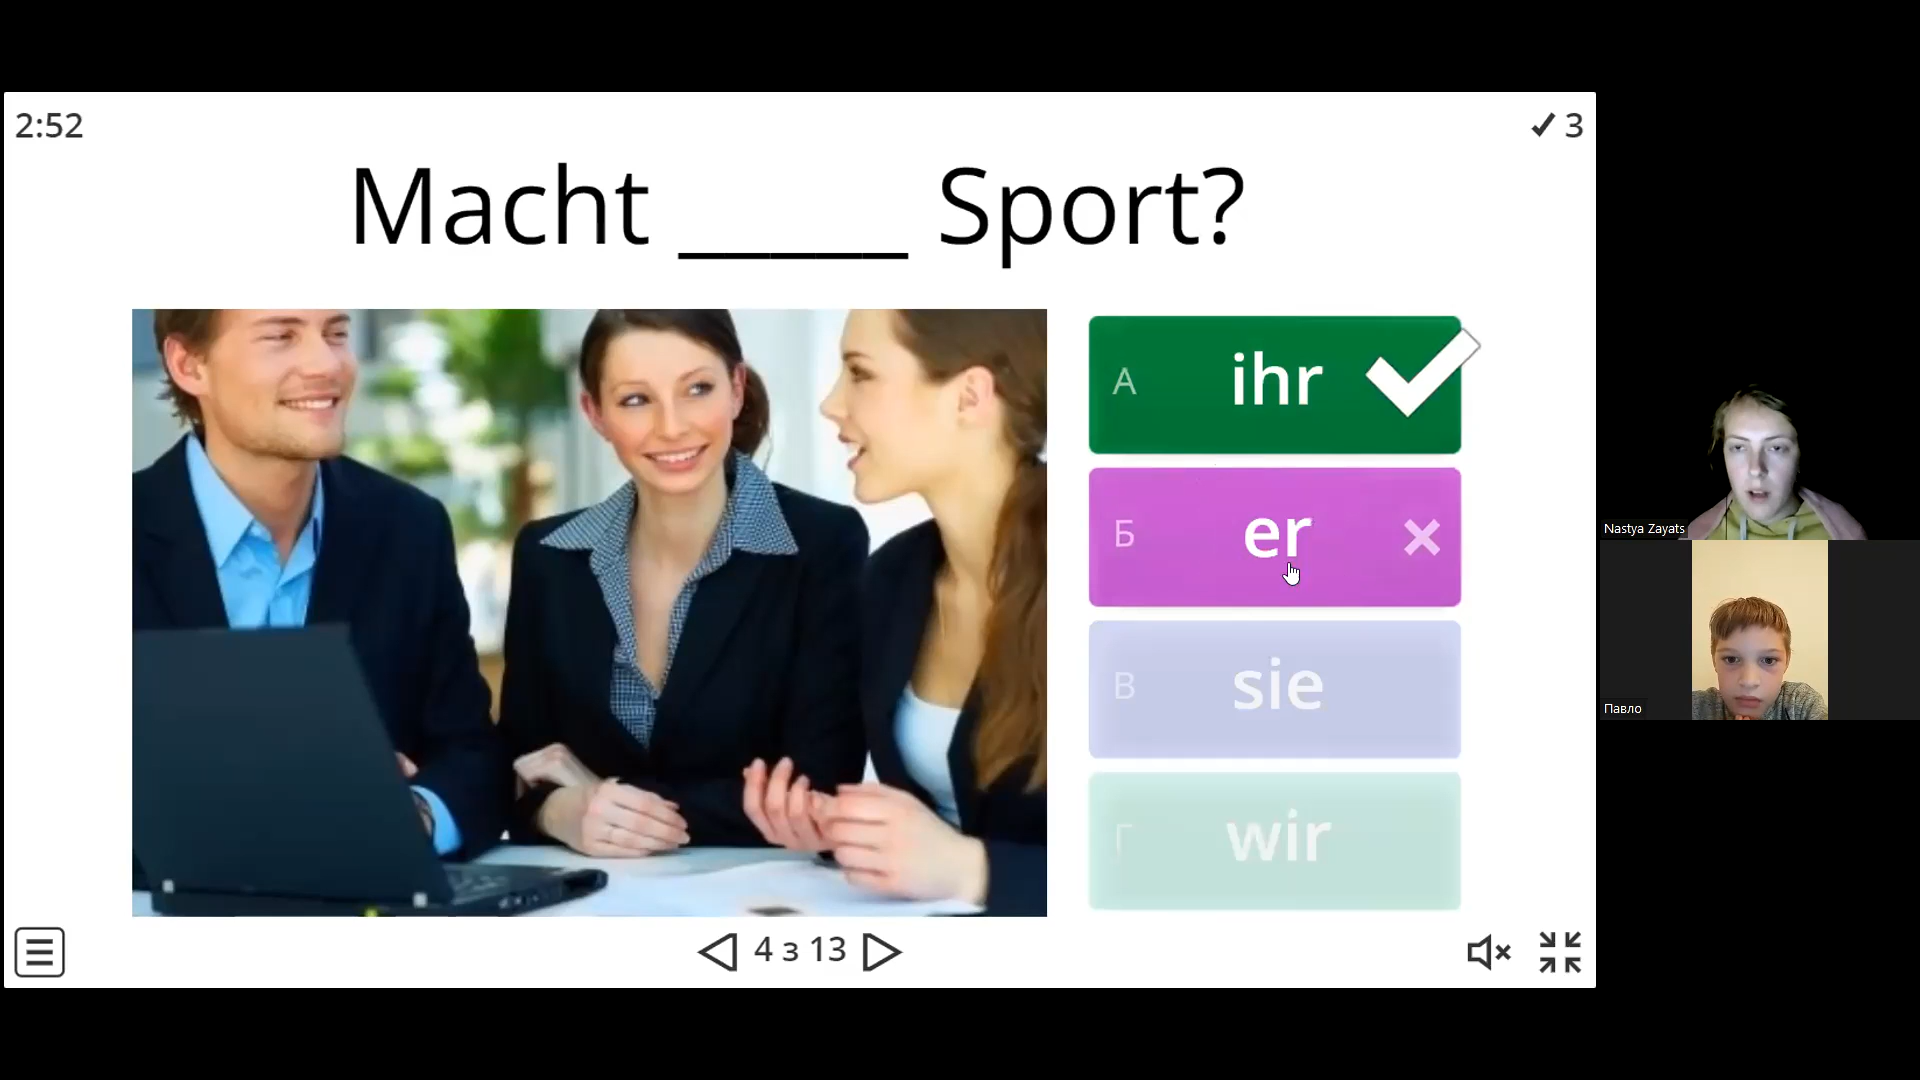 2:52
✓ 3
Macht _____ Sport?
А ihr
Б er
В sie
Г wir
4 з 13
Nastya Zayats
Павло